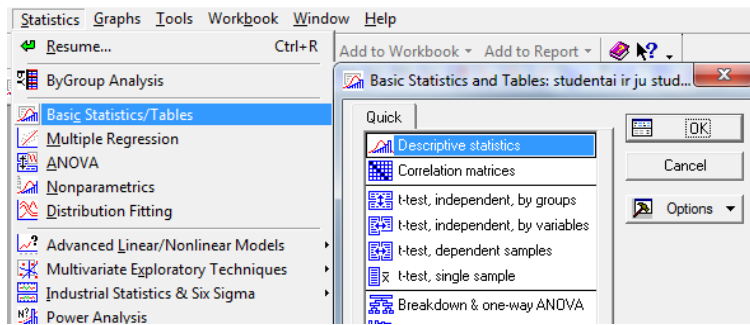 Statistics Graphs Tools Workbook Window Help
Resume... Ctrl+R
Add to Workbook Add to Report
ByGroup Analysis
Basic Statistics/Tables
Multiple Regression
ANOVA
Nonparametrics
Distribution Fitting
Advanced Linear/Nonlinear Models
Multivariate Exploratory Techniques
Industrial Statistics & Six Sigma
Power Analysis
Basic Statistics and Tables: studentai ir ju stud...
Quick
Descriptive statistics
Correlation matrices
t-test, independent, by groups
t-test, independent, by variables
t-test, dependent samples
t-test, single sample
Breakdown & one-way ANOVA
OK
Cancel
Options